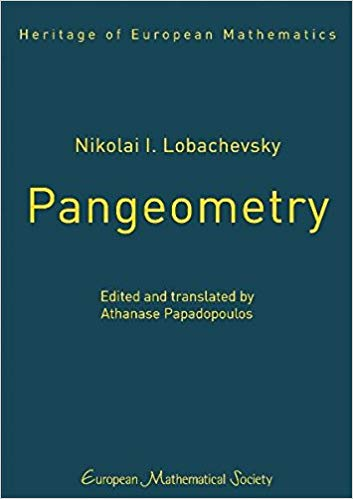 Heritage of European Mathematics
Nikolai I. Lobachevsky
Pangeometry
Edited and translated by
Athanase Papadopoulos
European Mathematical Society